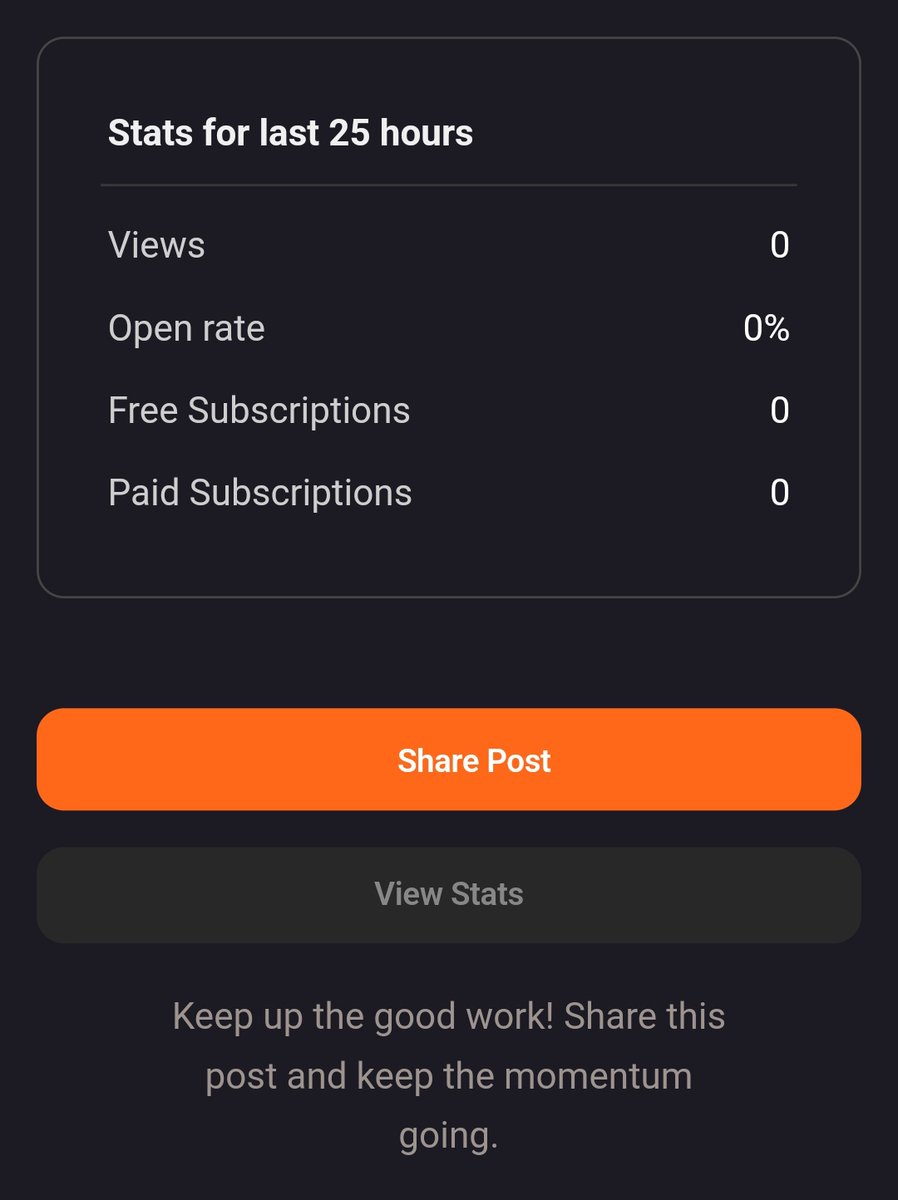 Stats for last 25 hours
Views 0
Open rate 0%
Free Subscriptions 0
Paid Subscriptions 0
Share Post
View Stats
Keep up the good work! Share this
post and keep the momentum
going.